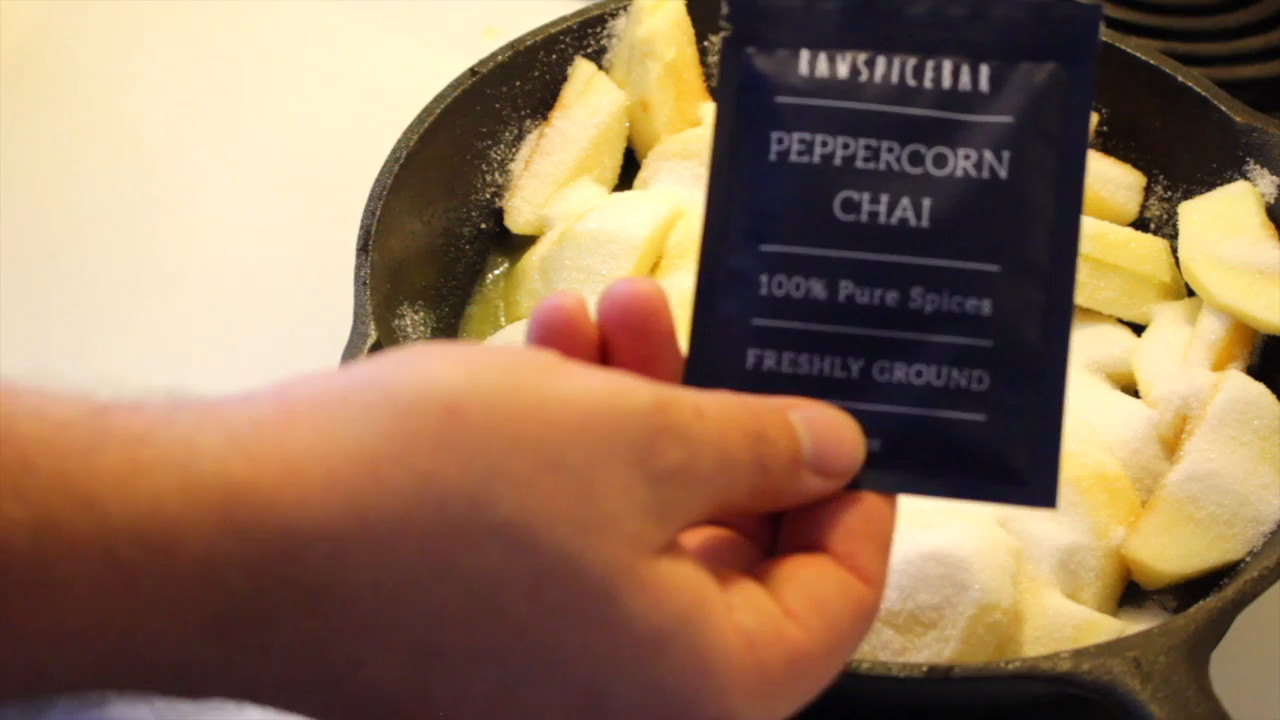 RAWSPICEBAR
PEPPERCORN
CHAI
100% Pure Spices
FRESHLY GROUND